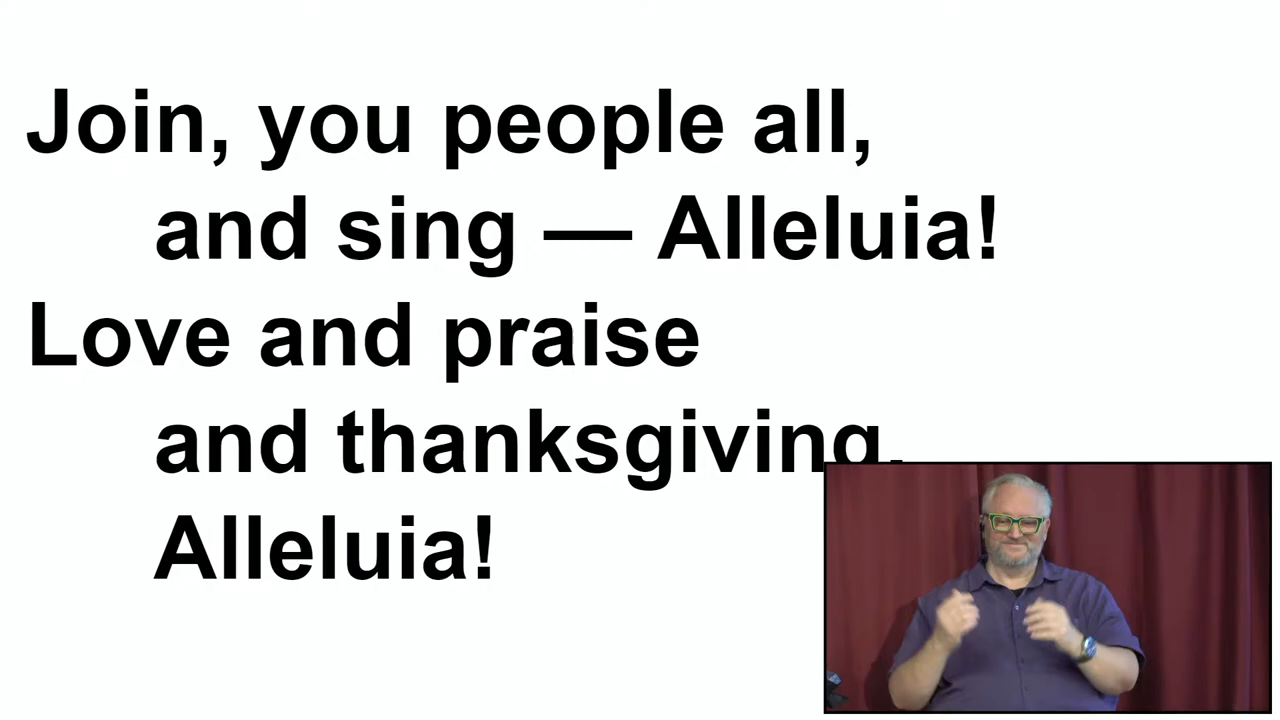 Join, you people all,
and sing — Alleluia!
Love and praise
and thanksgiving,
Alleluia!